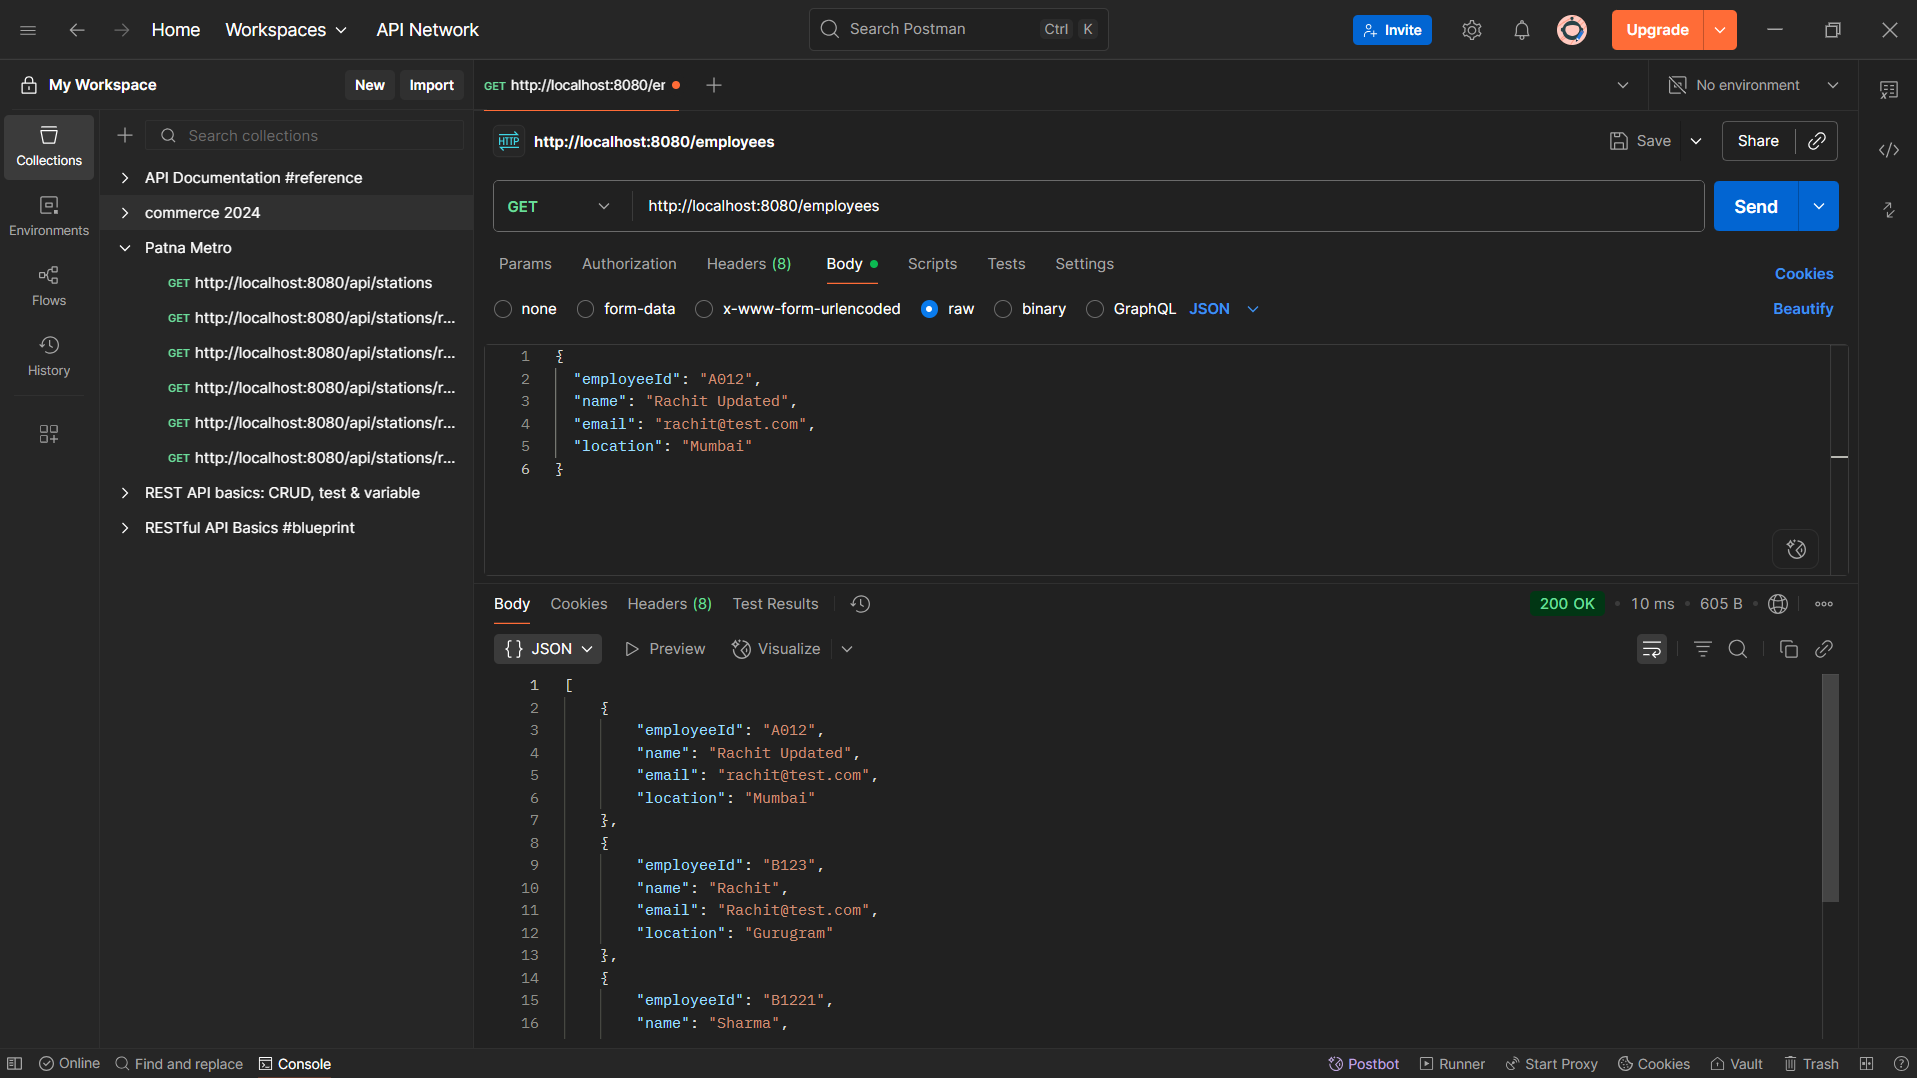 Home Workspaces API Network Search Postman Ctrl K Invite Upgrade
My Workspace New Import GET http://localhost:8080/er No environment
Search collections
Collections
Environments
Flows
History
API Documentation #reference
commerce 2024
Patna Metro
GET http://localhost:8080/api/stations
GET http://localhost:8080/api/stations/r...
GET http://localhost:8080/api/stations/r...
GET http://localhost:8080/api/stations/r...
GET http://localhost:8080/api/stations/r...
GET http://localhost:8080/api/stations/r...
REST API basics: CRUD, test & variable
RESTful API Basics #blueprint
HTTP http://localhost:8080/employees Save Share
GET http://localhost:8080/employees Send
Params Authorization Headers (8) Body Scripts Tests Settings Cookies
none form-data x-www-form-urlencoded raw binary GraphQL JSON Beautify
1 {
2 "employeeId": "A012",
3 "name": "Rachit Updated",
4 "email": "rachit@test.com",
5 "location": "Mumbai"
6 }
Body Cookies Headers (8) Test Results 200 OK • 10 ms • 605 B •
{} JSON Preview Visualize
1 [
2 {
3 "employeeId": "A012",
4 "name": "Rachit Updated",
5 "email": "rachit@test.com",
6 "location": "Mumbai"
7 },
8 {
9 "employeeId": "B123",
10 "name": "Rachit",
11 "email": "Rachit@test.com",
12 "location": "Gurugram"
13 },
14 {
15 "employeeId": "B1221",
16 "name": "Sharma",
Online Find and replace Console Postbot Runner Start Proxy Cookies Vault Trash